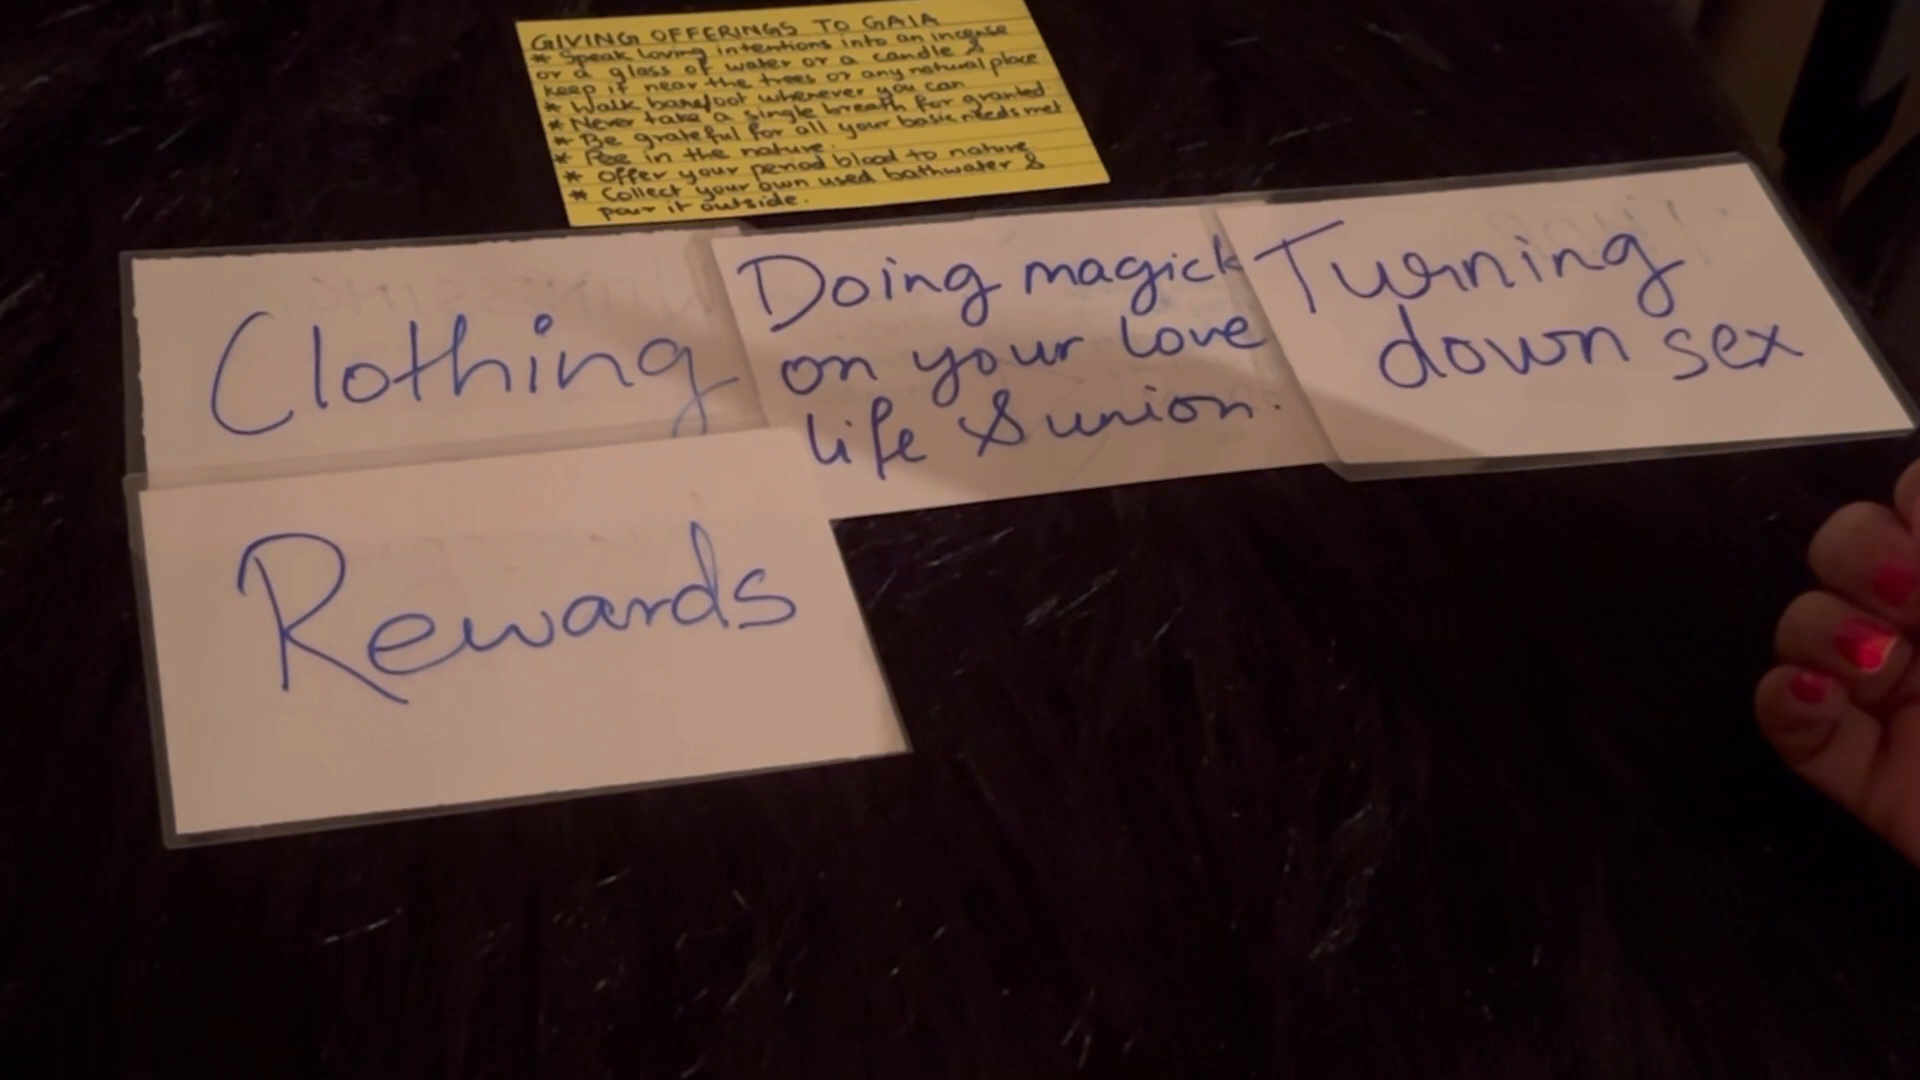 GIVING OFFERINGS TO GAIA
* Speak loving intentions into an incense
or a glass of water or a candle &
keep it near the trees or any natural place
* Walk barefoot wherever you can
* Never take a single breath for granted
* Be grateful for all your basic needs met
* Pee in the nature.
* Offer your period blood to nature
* Collect your own used bathwater &
pour it outside.
Clothing
Doing magick
on your love
life & union.
Turning
down sex
Rewards